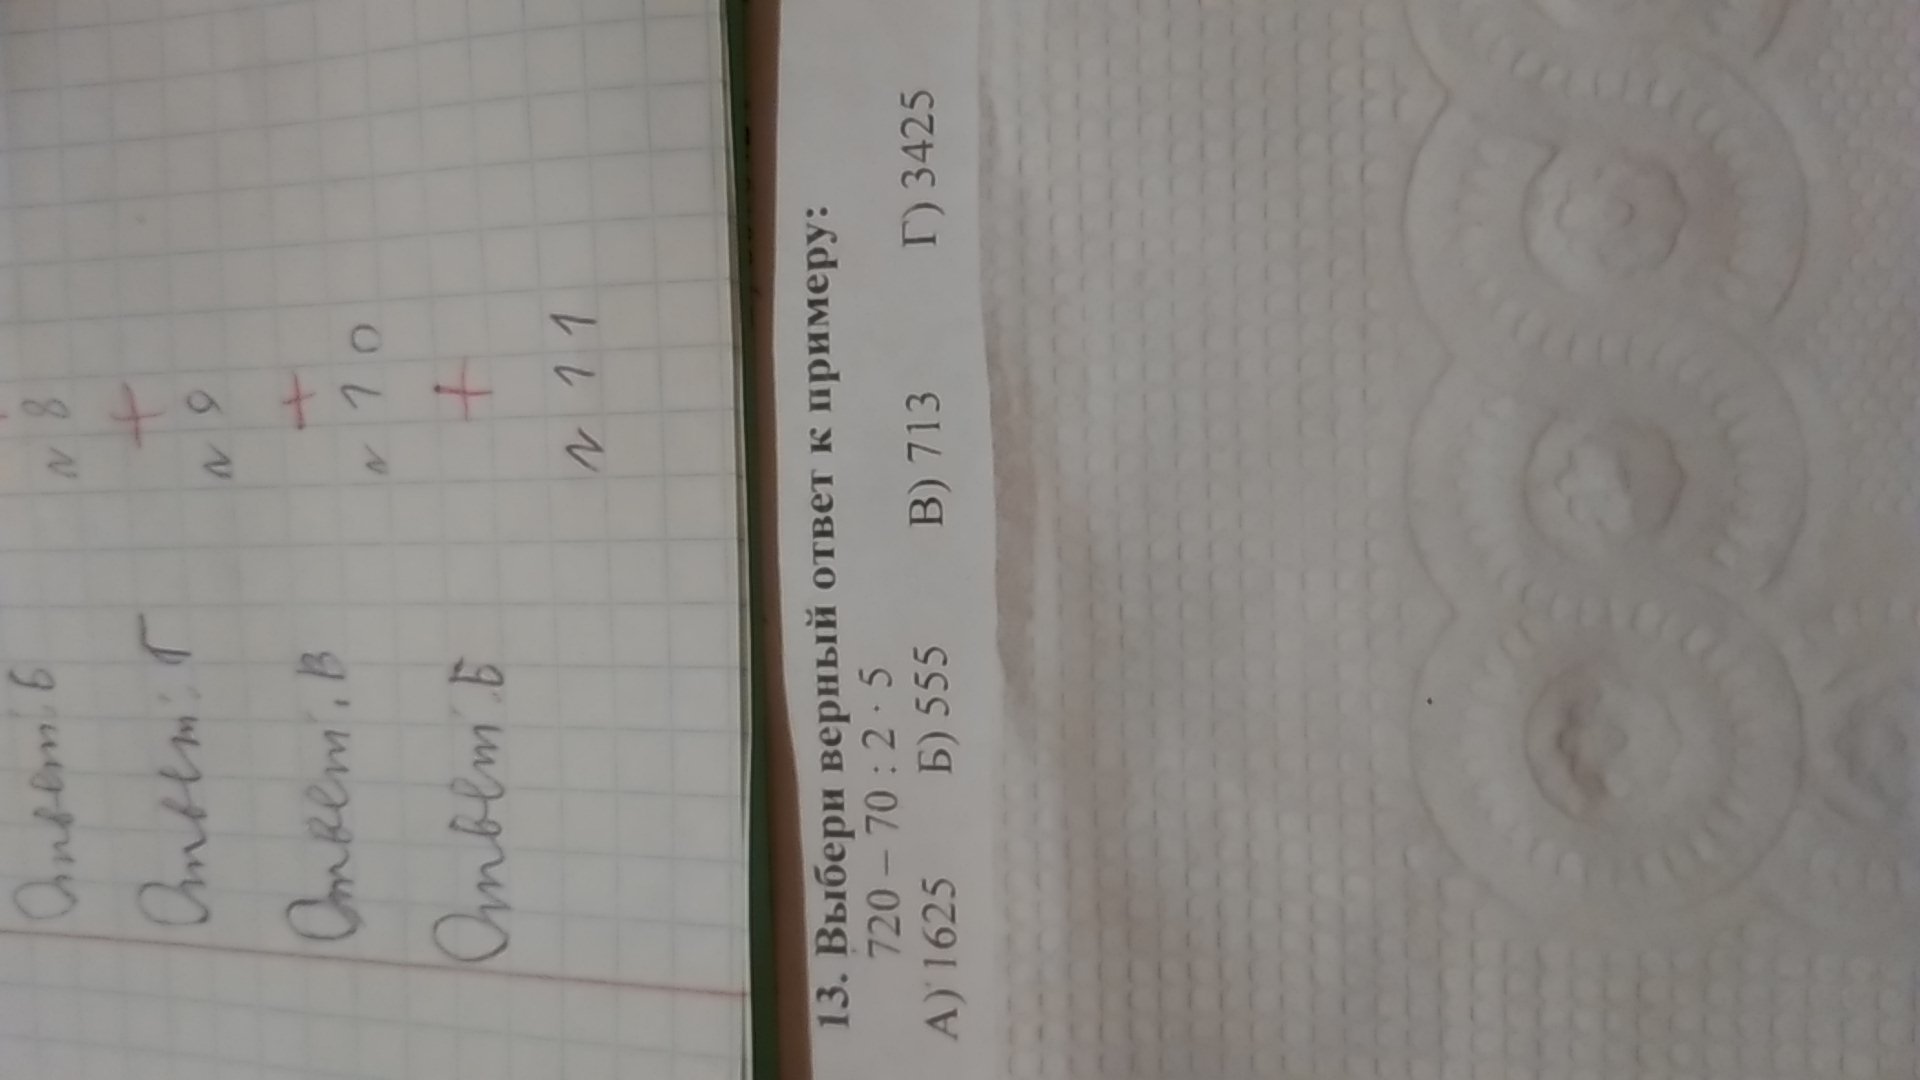 № 8
Ответ: Б
№ 9
Ответ: Г
№ 10
Ответ: В
№ 11
Ответ: Б
13. Выбери верный ответ к примеру:
720 – 70 : 2 · 5
А) 1625 Б) 555 В) 713 Г) 3425